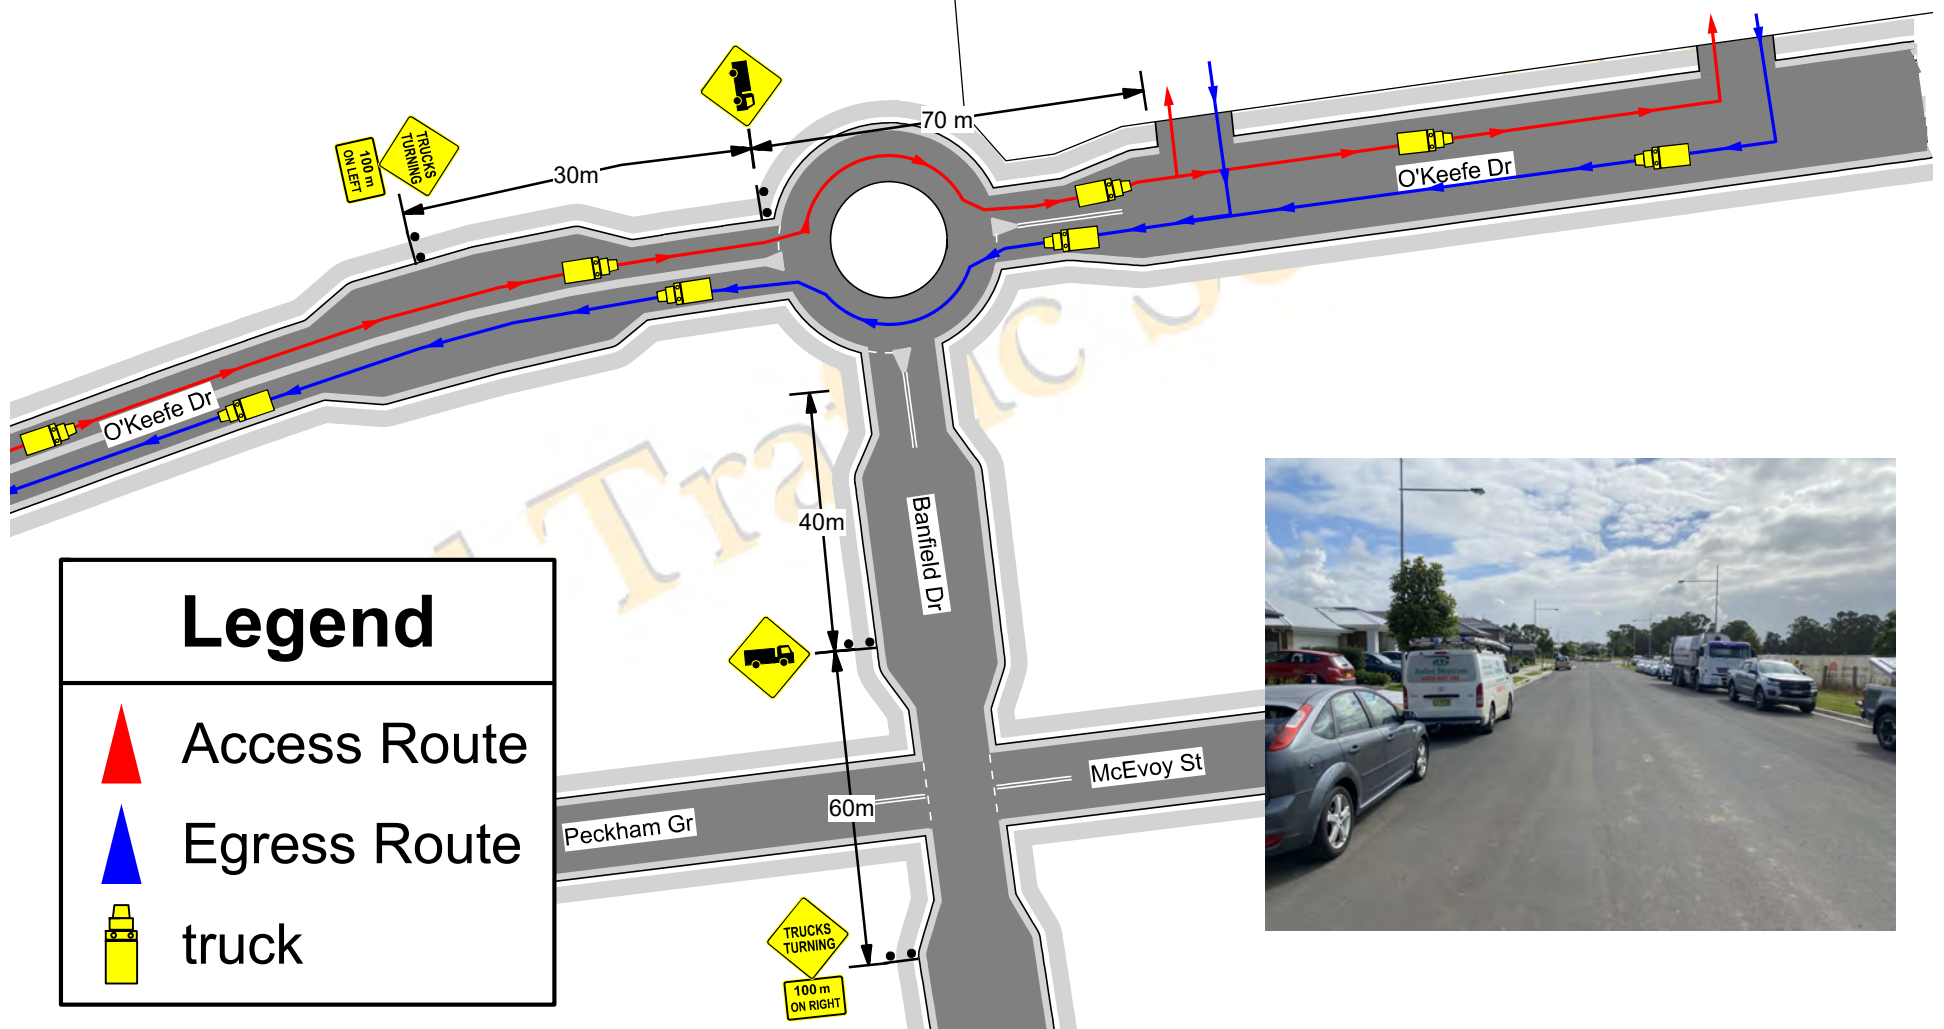 70 m
TRUCKS
TURNING
100 m
ON LEFT
30m
O'Keefe Dr
O'Keefe Dr
Traffic
40m
Banfield Dr
Legend
Access Route
Egress Route
truck
McEvoy St
60m
Peckham Gr
TRUCKS
TURNING
100 m
ON RIGHT